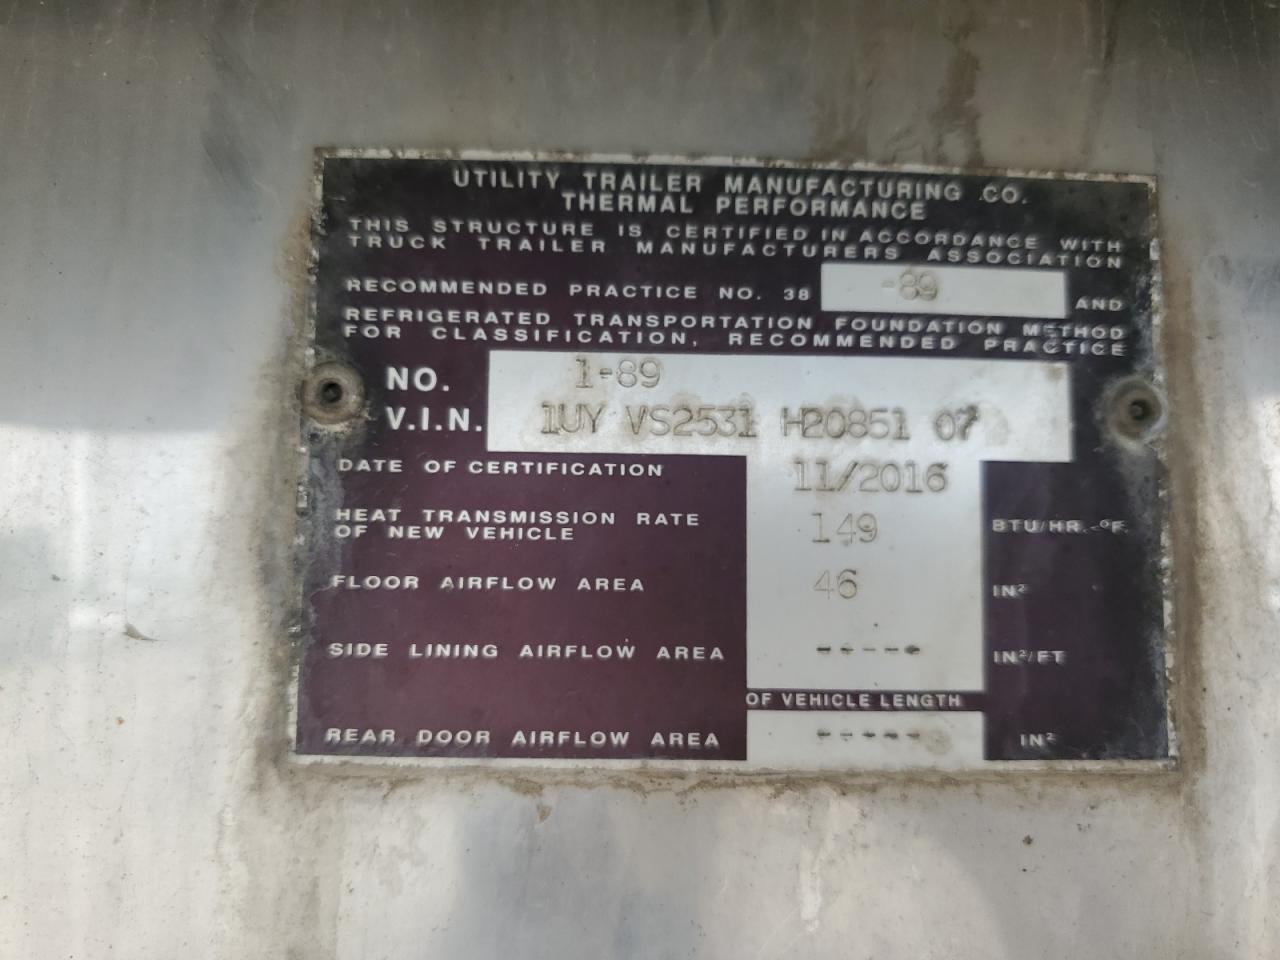 UTILITY TRAILER MANUFACTURING CO.
THERMAL PERFORMANCE
THIS STRUCTURE IS CERTIFIED IN ACCORDANCE WITH
TRUCK TRAILER MANUFACTURERS ASSOCIATION
RECOMMENDED PRACTICE NO. 38 -89 AND
REFRIGERATED TRANSPORTATION FOUNDATION METHOD
FOR CLASSIFICATION, RECOMMENDED PRACTICE
NO. 1-89
V.I.N. 1UY VS2531 H20851 07
DATE OF CERTIFICATION 11/2016
HEAT TRANSMISSION RATE
OF NEW VEHICLE 149 BTU/HR.-°F.
FLOOR AIRFLOW AREA 46 IN²
SIDE LINING AIRFLOW AREA ----- IN²/FT
OF VEHICLE LENGTH
REAR DOOR AIRFLOW AREA ----- IN²